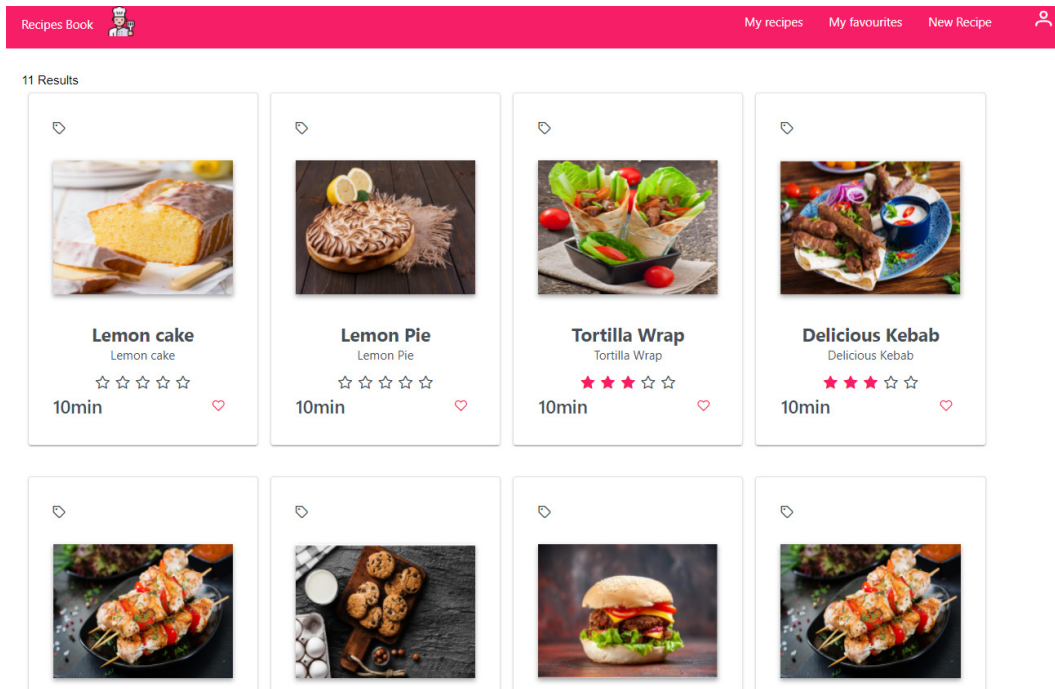 Recipes Book
My recipes
My favourites
New Recipe
11 Results
Lemon cake
Lemon cake
10min
Lemon Pie
Lemon Pie
10min
Tortilla Wrap
Tortilla Wrap
10min
Delicious Kebab
Delicious Kebab
10min